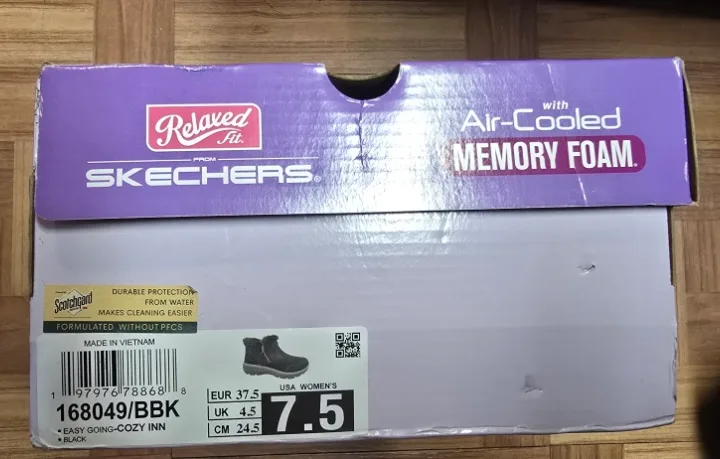 Relaxed
Fit.
FROM
SKECHERS®
with
Air-Cooled
MEMORY FOAM®
Scotchgard
DURABLE PROTECTION
FROM WATER
MAKES CLEANING EASIER
FORMULATED WITHOUT PFCS
MADE IN VIETNAM
1 97976 78868 8
168049/BBK
• EASY GOING-COZY INN
• BLACK
EUR 37.5
UK 4.5
CM 24.5
USA WOMEN'S
7.5